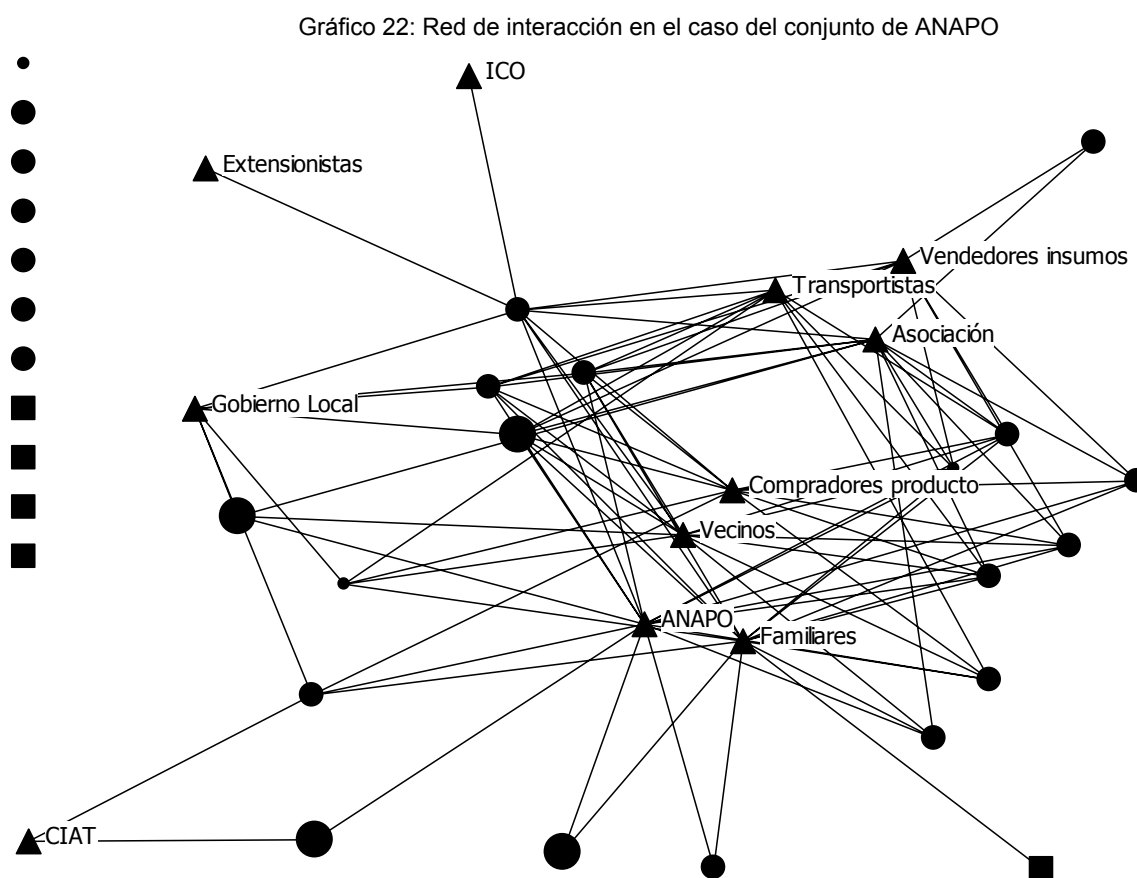 Gráfico 22: Red de interacción en el caso del conjunto de ANAPO
ICO
Extensionistas
Vendedores insumos
Transportistas
Asociación
Gobierno Local
Compradores producto
Vecinos
ANAPO
Familiares
CIAT